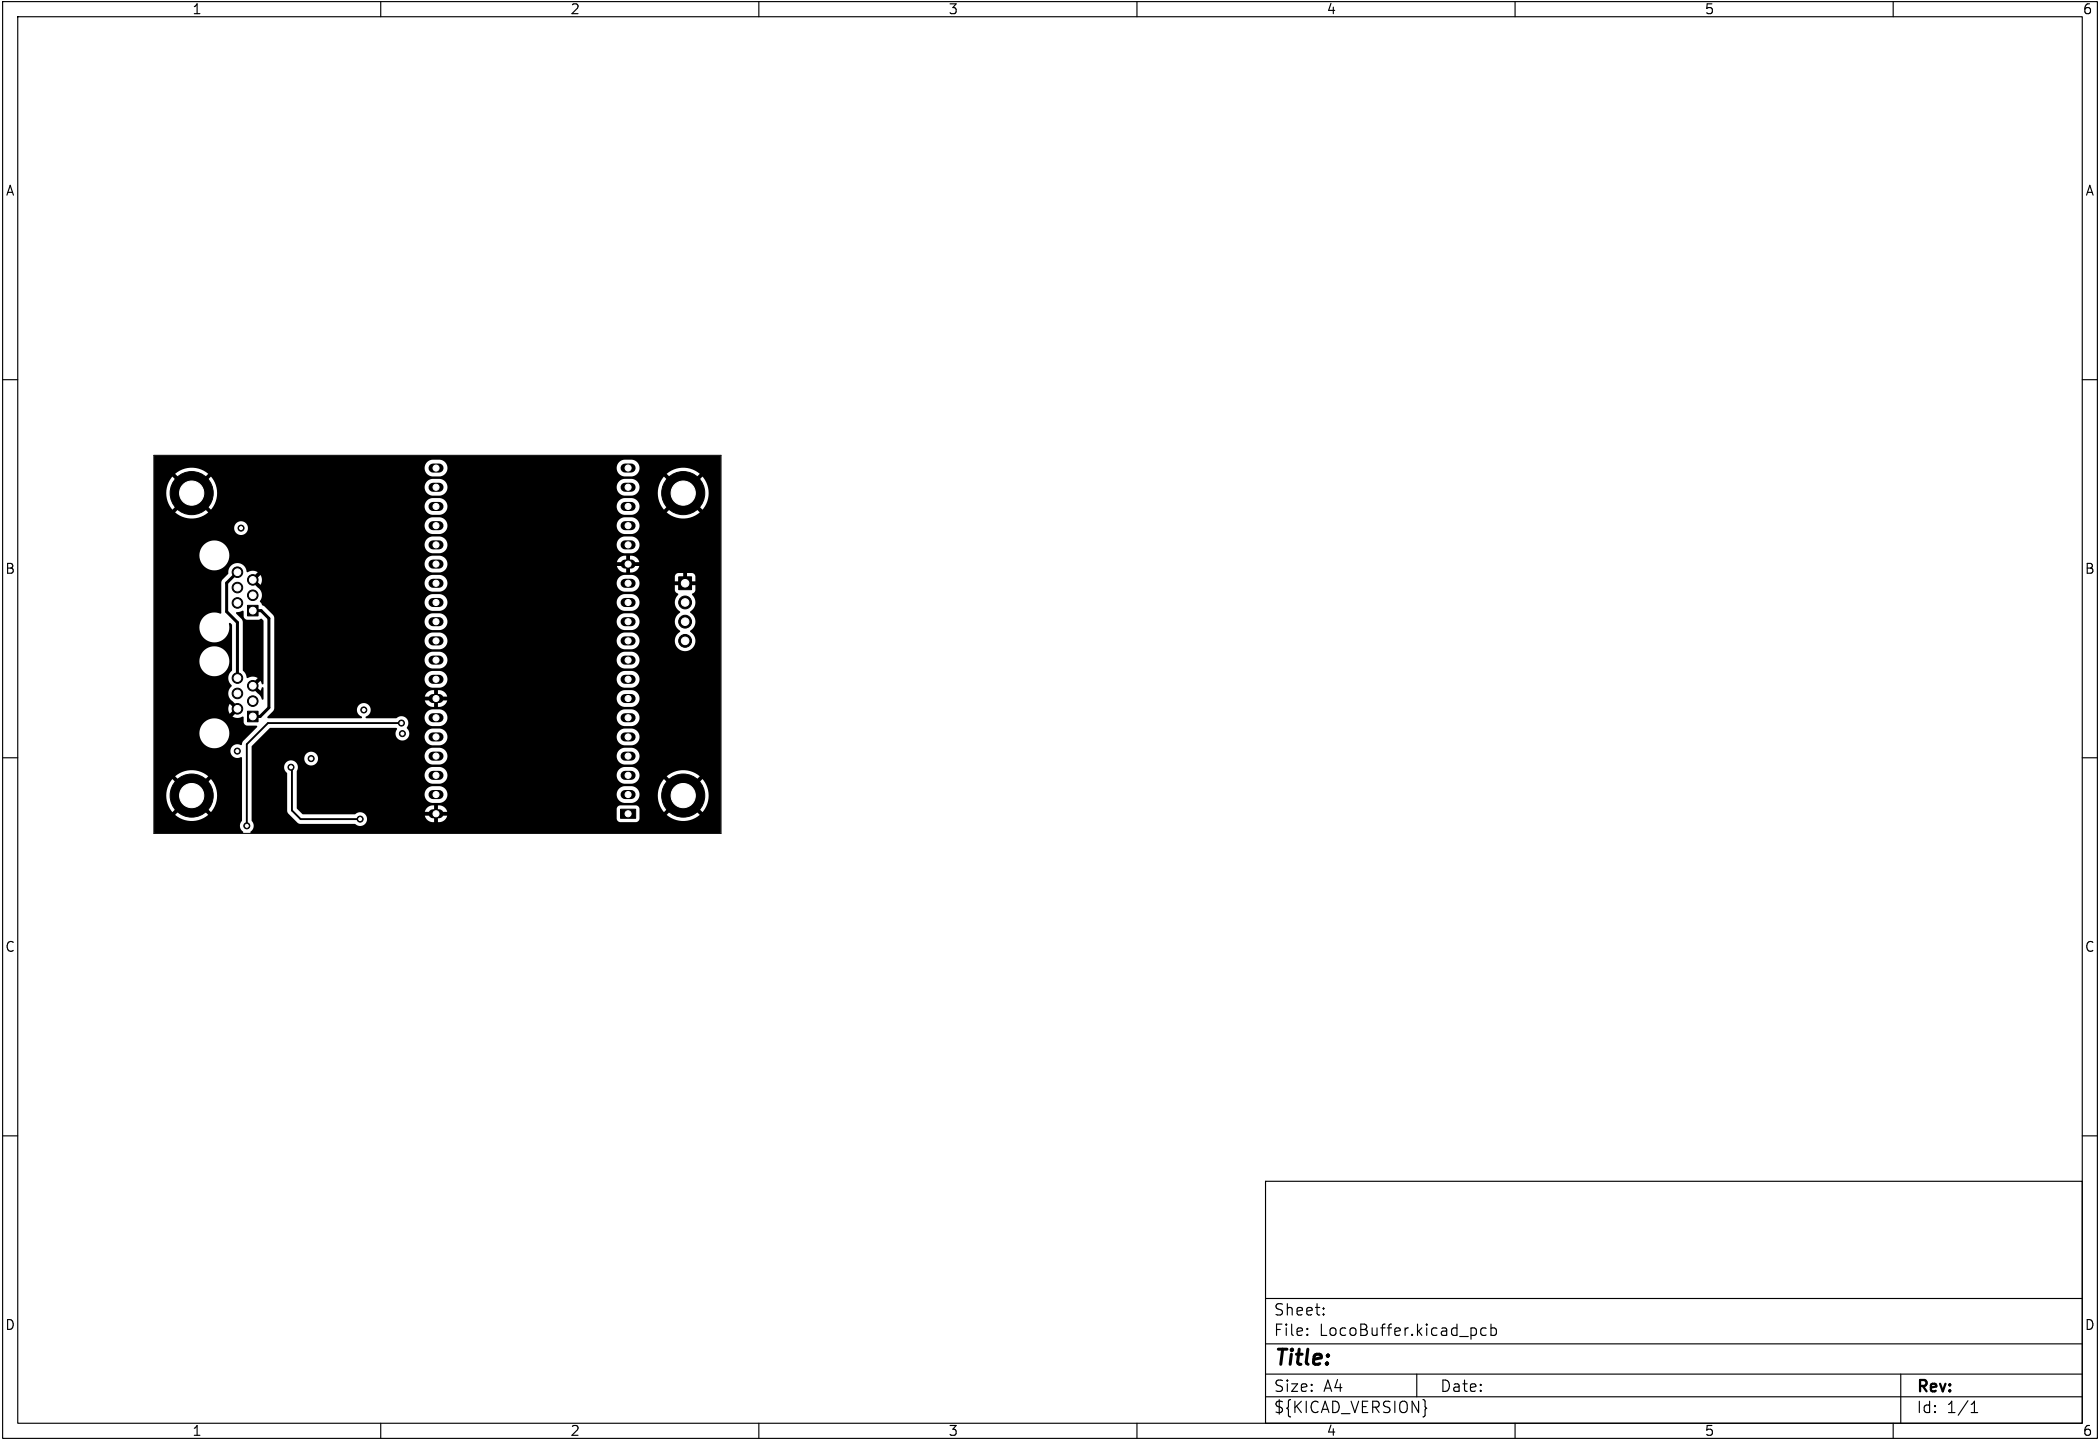 1 2 3 4 5 6
A A
B B
C C
Sheet:
File: LocoBuffer.kicad_pcb
D D
Title:
Size: A4 Date: Rev:
${KICAD_VERSION} Id: 1/1
1 2 3 4 5 6